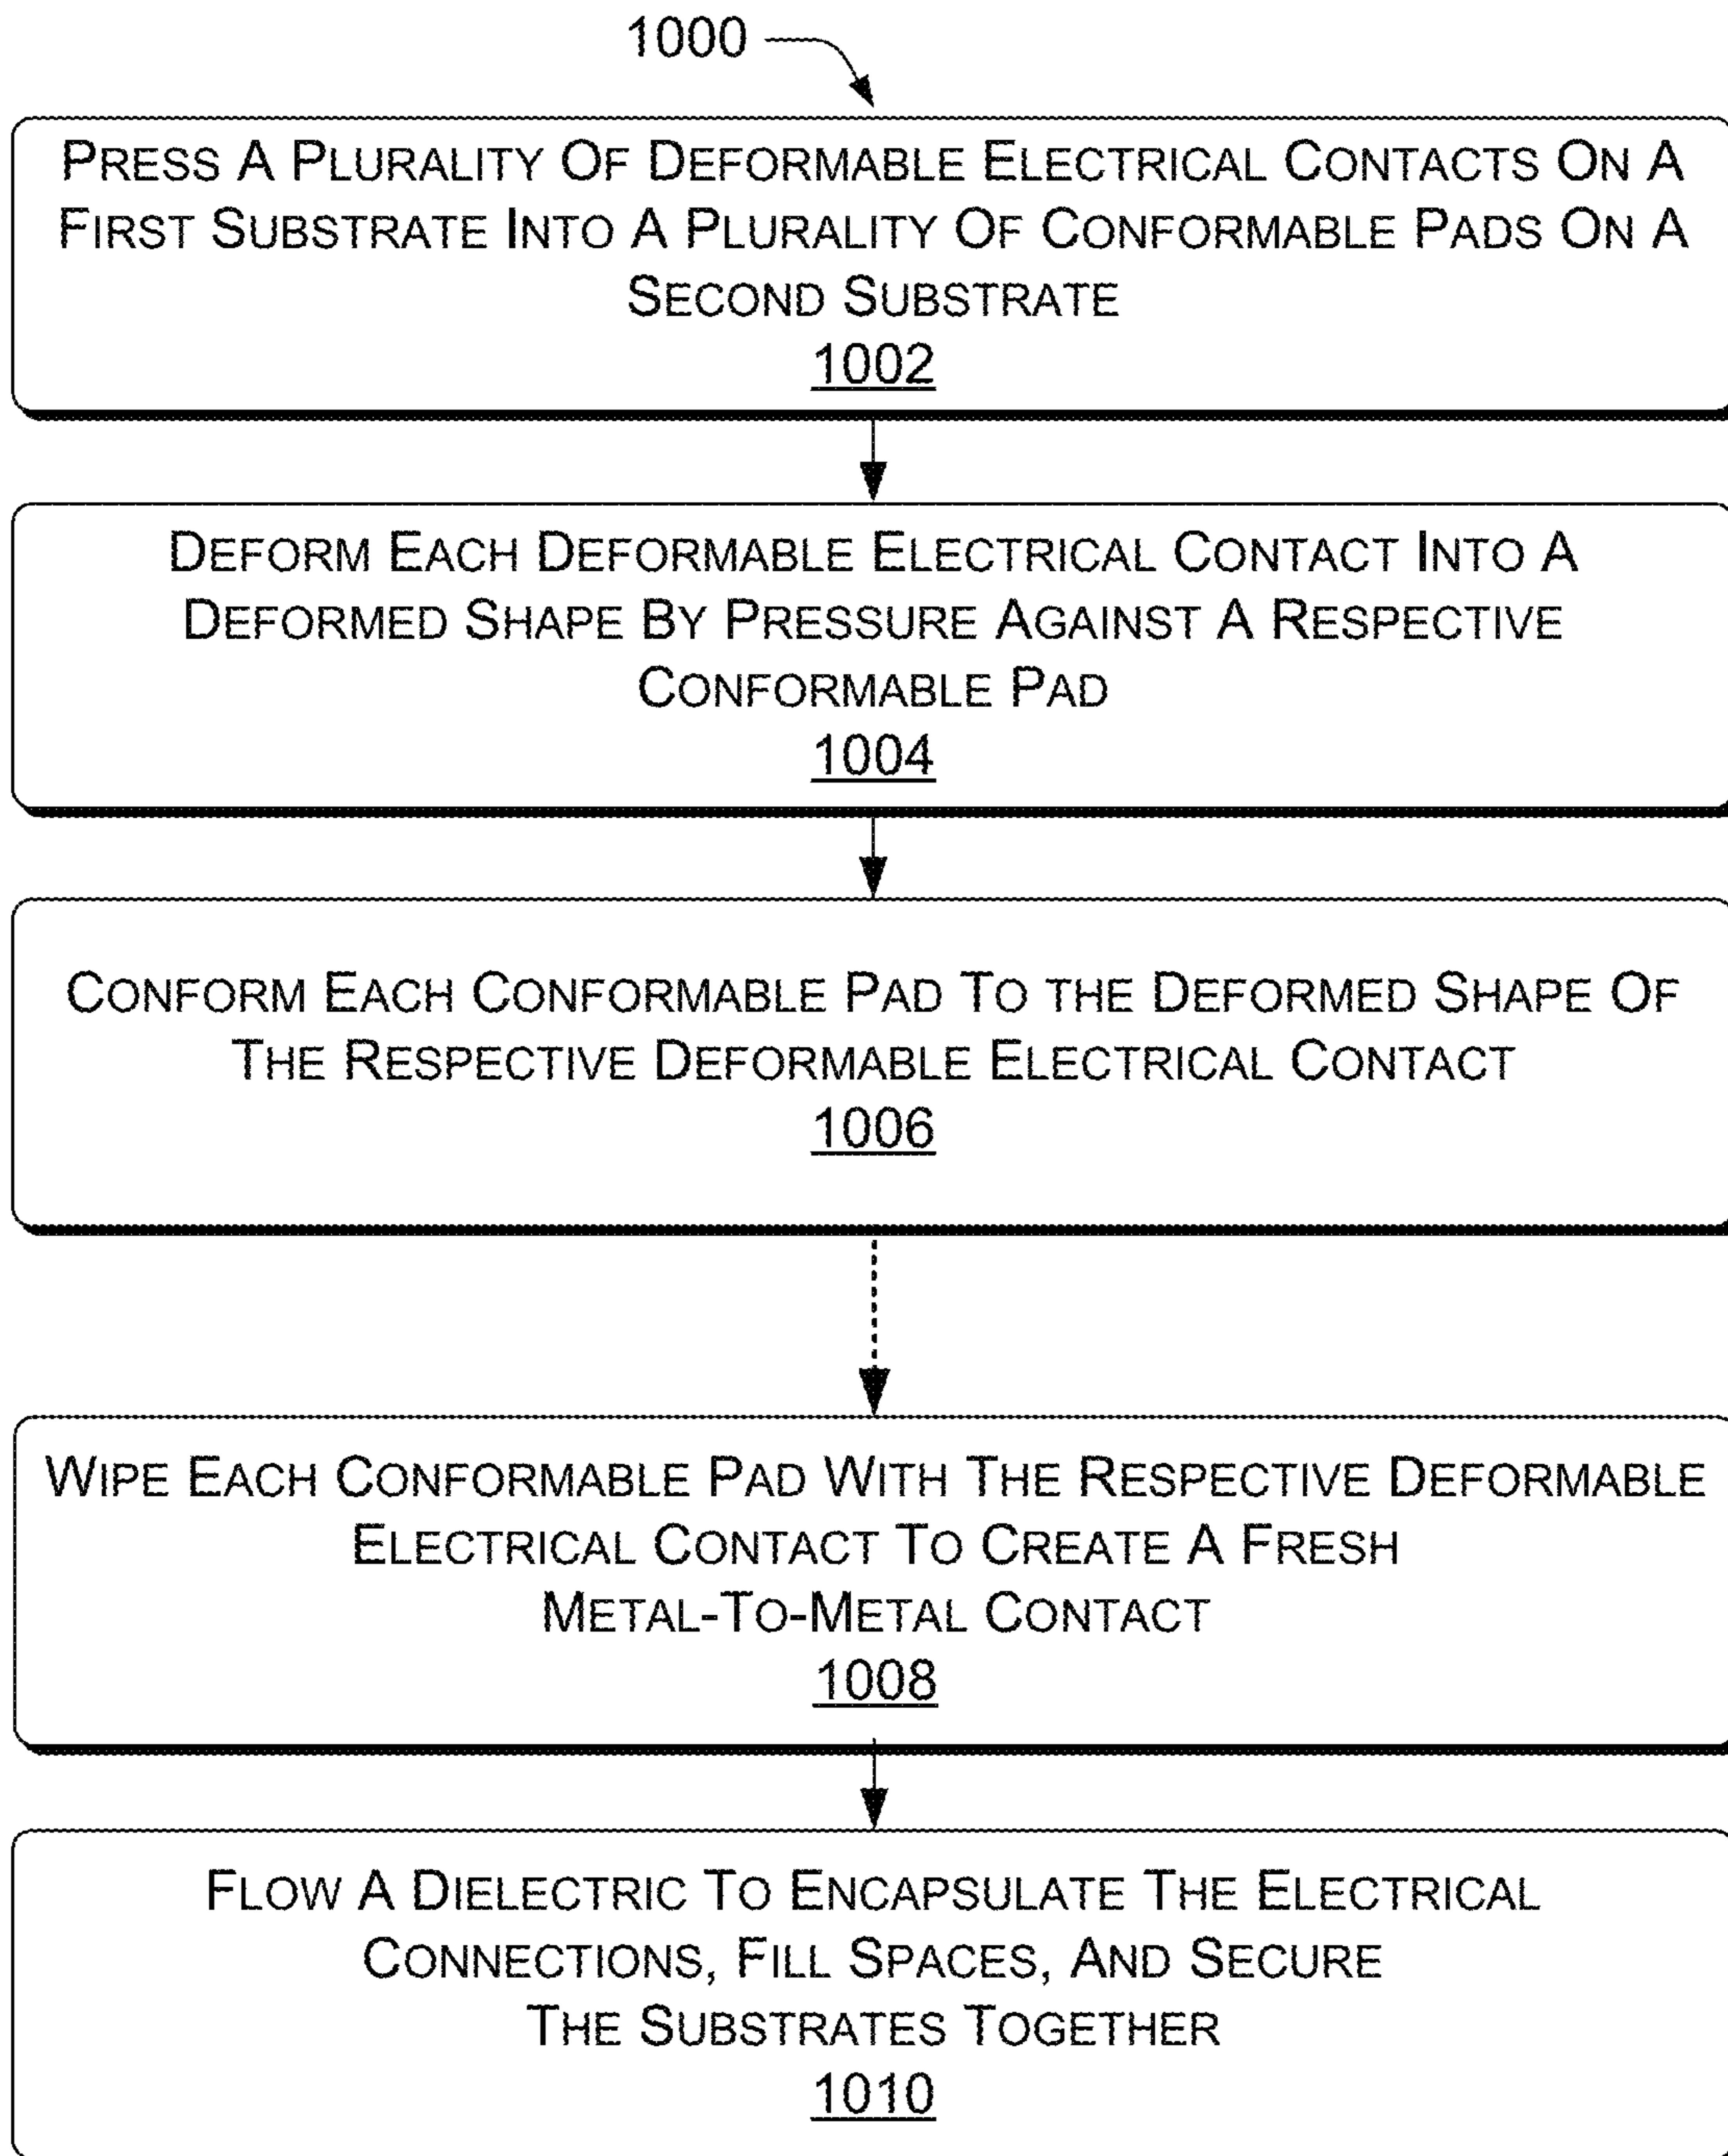 1000
PRESS A PLURALITY OF DEFORMABLE ELECTRICAL CONTACTS ON A
FIRST SUBSTRATE INTO A PLURALITY OF CONFORMABLE PADS ON A
SECOND SUBSTRATE
1002
DEFORM EACH DEFORMABLE ELECTRICAL CONTACT INTO A
DEFORMED SHAPE BY PRESSURE AGAINST A RESPECTIVE
CONFORMABLE PAD
1004
CONFORM EACH CONFORMABLE PAD TO THE DEFORMED SHAPE OF
THE RESPECTIVE DEFORMABLE ELECTRICAL CONTACT
1006
WIPE EACH CONFORMABLE PAD WITH THE RESPECTIVE DEFORMABLE
ELECTRICAL CONTACT TO CREATE A FRESH
METAL-TO-METAL CONTACT
1008
FLOW A DIELECTRIC TO ENCAPSULATE THE ELECTRICAL
CONNECTIONS, FILL SPACES, AND SECURE
THE SUBSTRATES TOGETHER
1010